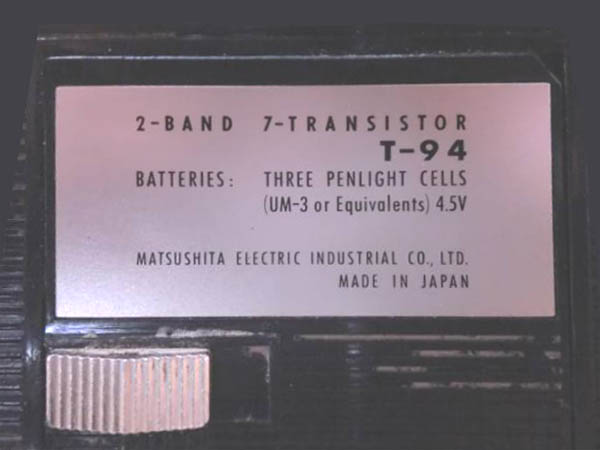 2-BAND 7-TRANSISTOR
T-94
BATTERIES: THREE PENLIGHT CELLS
(UM-3 or Equivalents) 4.5V
MATSUSHITA ELECTRIC INDUSTRIAL CO., LTD.
MADE IN JAPAN